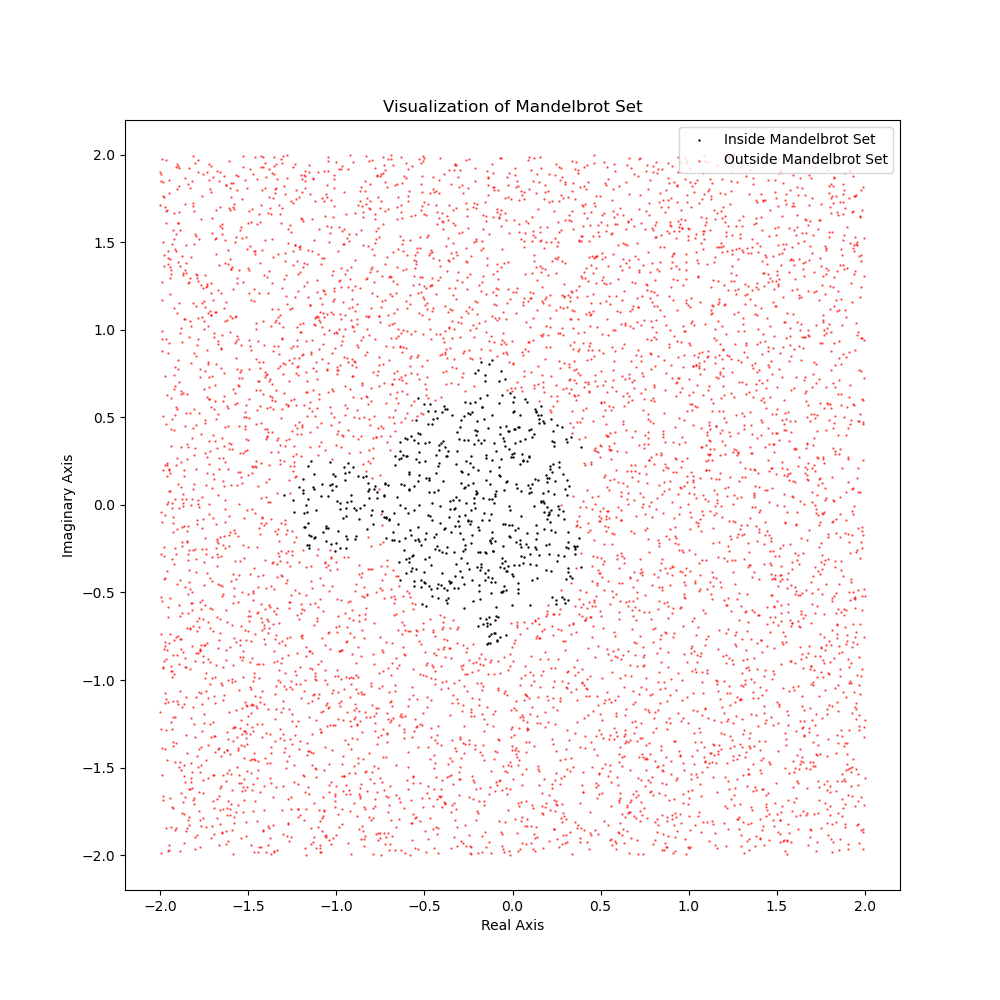 Visualization of Mandelbrot Set
Inside Mandelbrot Set
Outside Mandelbrot Set
2.0
1.5
1.0
0.5
0.0
−0.5
−1.0
−1.5
−2.0
Imaginary Axis
−2.0 −1.5 −1.0 −0.5 0.0 0.5 1.0 1.5 2.0
Real Axis